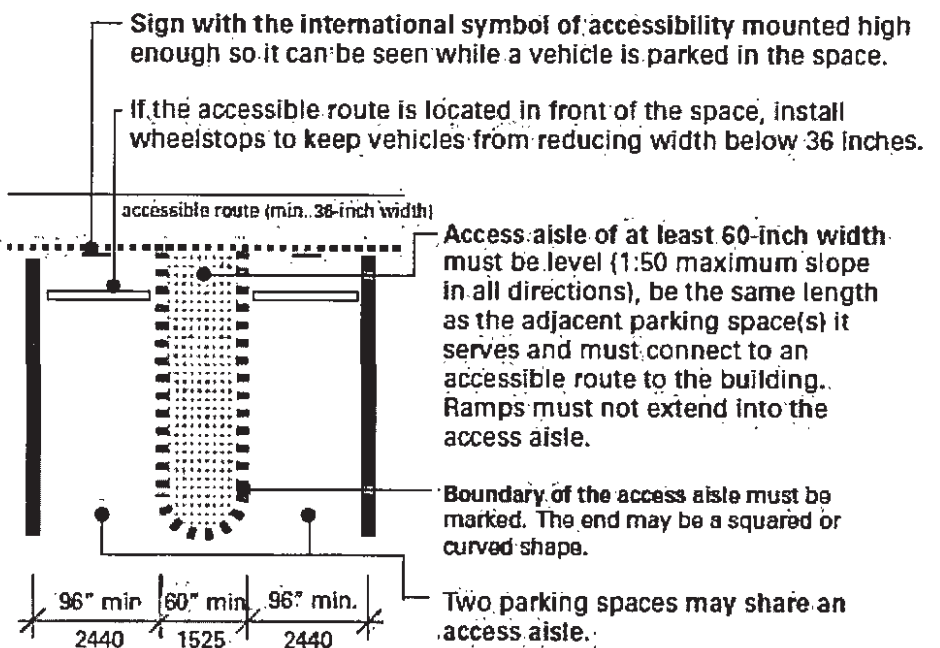 Sign with the international symbol of accessibility mounted high
enough so it can be seen while a vehicle is parked in the space.
If the accessible route is located in front of the space, install
wheelstops to keep vehicles from reducing width below 36 inches.
accessible route (min. 36-inch width)
Access aisle of at least 60-inch width
must be level (1:50 maximum slope
in all directions), be the same length
as the adjacent parking space(s) it
serves and must connect to an
accessible route to the building.
Ramps must not extend into the
access aisle.
Boundary of the access aisle must be
marked. The end may be a squared or
curved shape.
96" min 60" min 96" min.
2440 1525 2440
Two parking spaces may share an
access aisle.